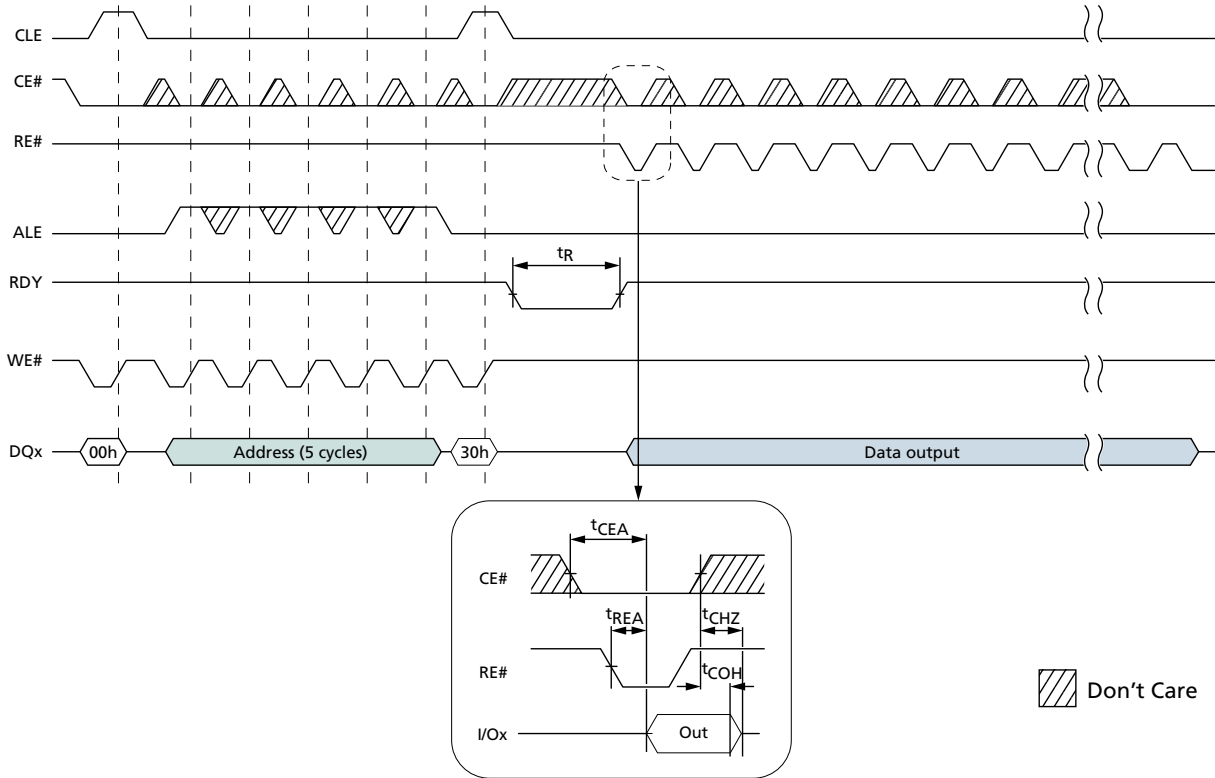 CLE
CE#
RE#
ALE
tR
RDY
WE#
DQx
00h
Address (5 cycles)
30h
Data output
tCEA
CE#
tREA
tCHZ
RE#
tCOH
I/Ox
Out
Don't Care